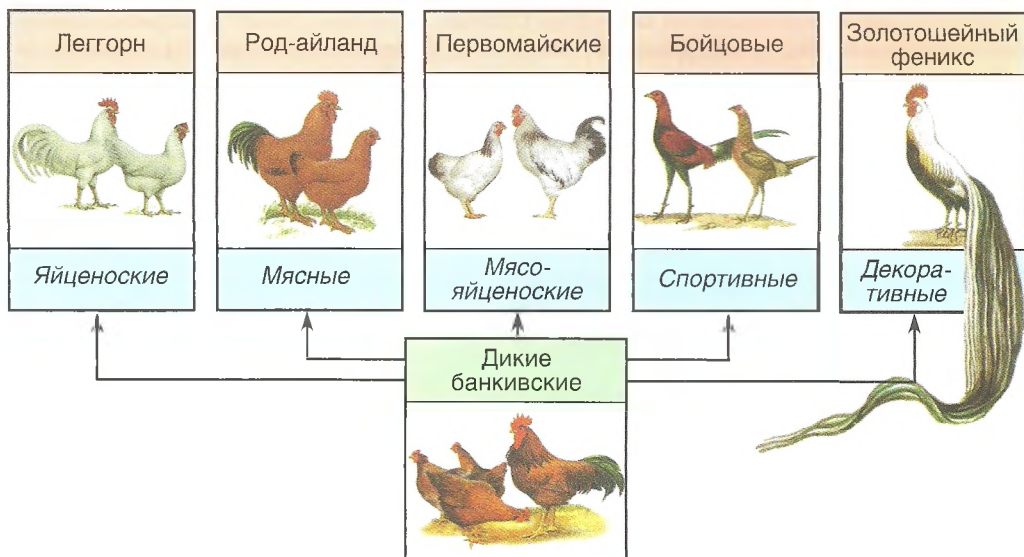 Леггорн
Род-айланд
Первомайские
Бойцовые
Золотошейный
феникс
Яйценоские
Мясные
Мясо-
яйценоские
Спортивные
Декора-
тивные
Дикие
банкивские